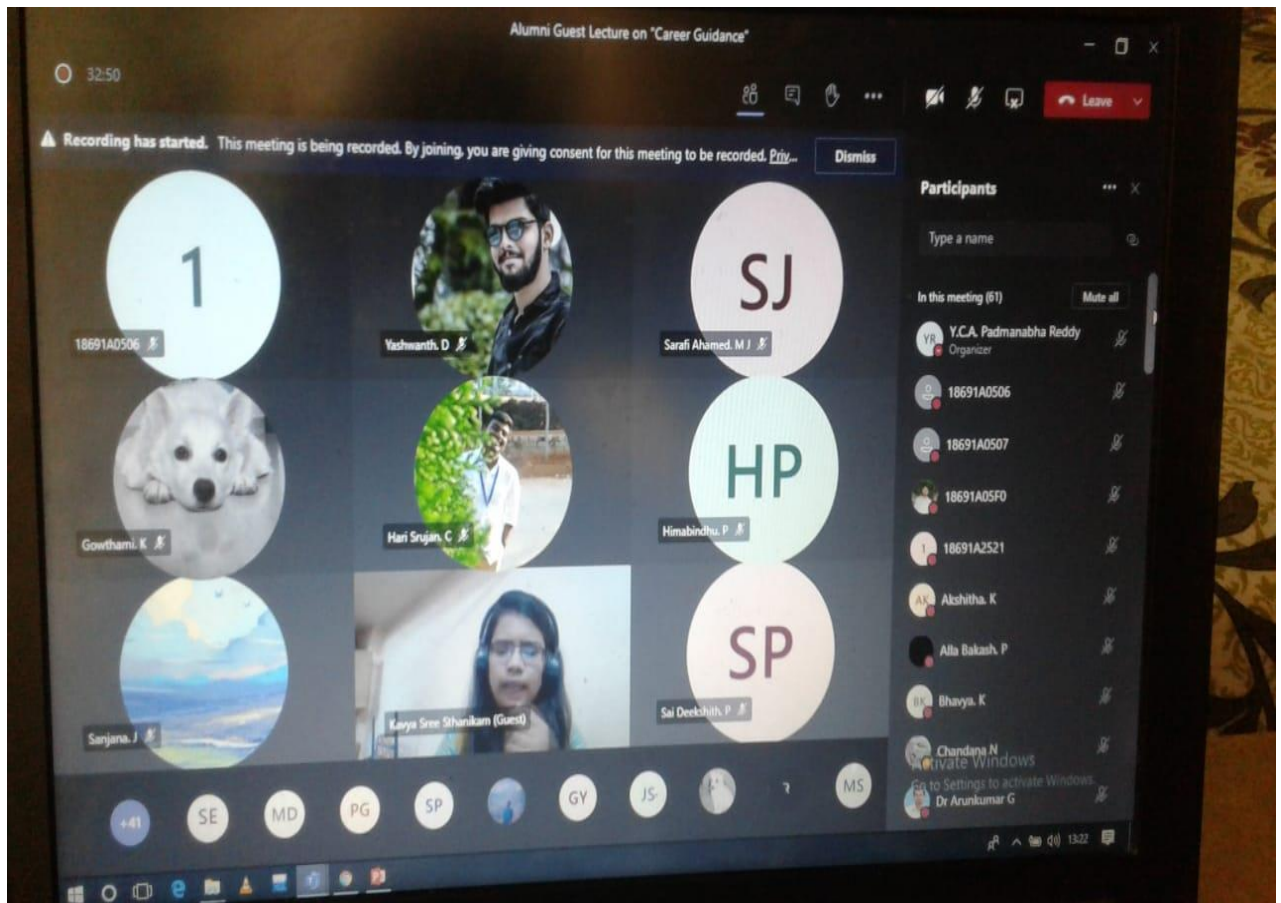 Alumni Guest Lecture on "Career Guidance"
32:50
Leave
Recording has started. This meeting is being recorded. By joining, you are giving consent for this meeting to be recorded. Priv...
Dismiss
1
18691A0506
Yashwanth. D
SJ
Sarafi Ahamed. M J
Gowthami. K
Hari Srujan. C
HP
Himabindhu. P
Sanjana. J
Kavya Sree Sthanikam (Guest)
SP
Sai Deekshith. P
+41
SE
MD
PG
SP
GY
JS
MS
Participants
Type a name
In this meeting (61)
Mute all
YR
Y.C.A. Padmanabha Reddy
Organizer
18691A0506
18691A0507
18691A05F0
1
18691A2521
AK
Akshitha. K
Alla Bakash. P
BK
Bhavya. K
Chandana N
Activate Windows
Go to Settings to activate Windows.
Dr Arunkumar G
13:22